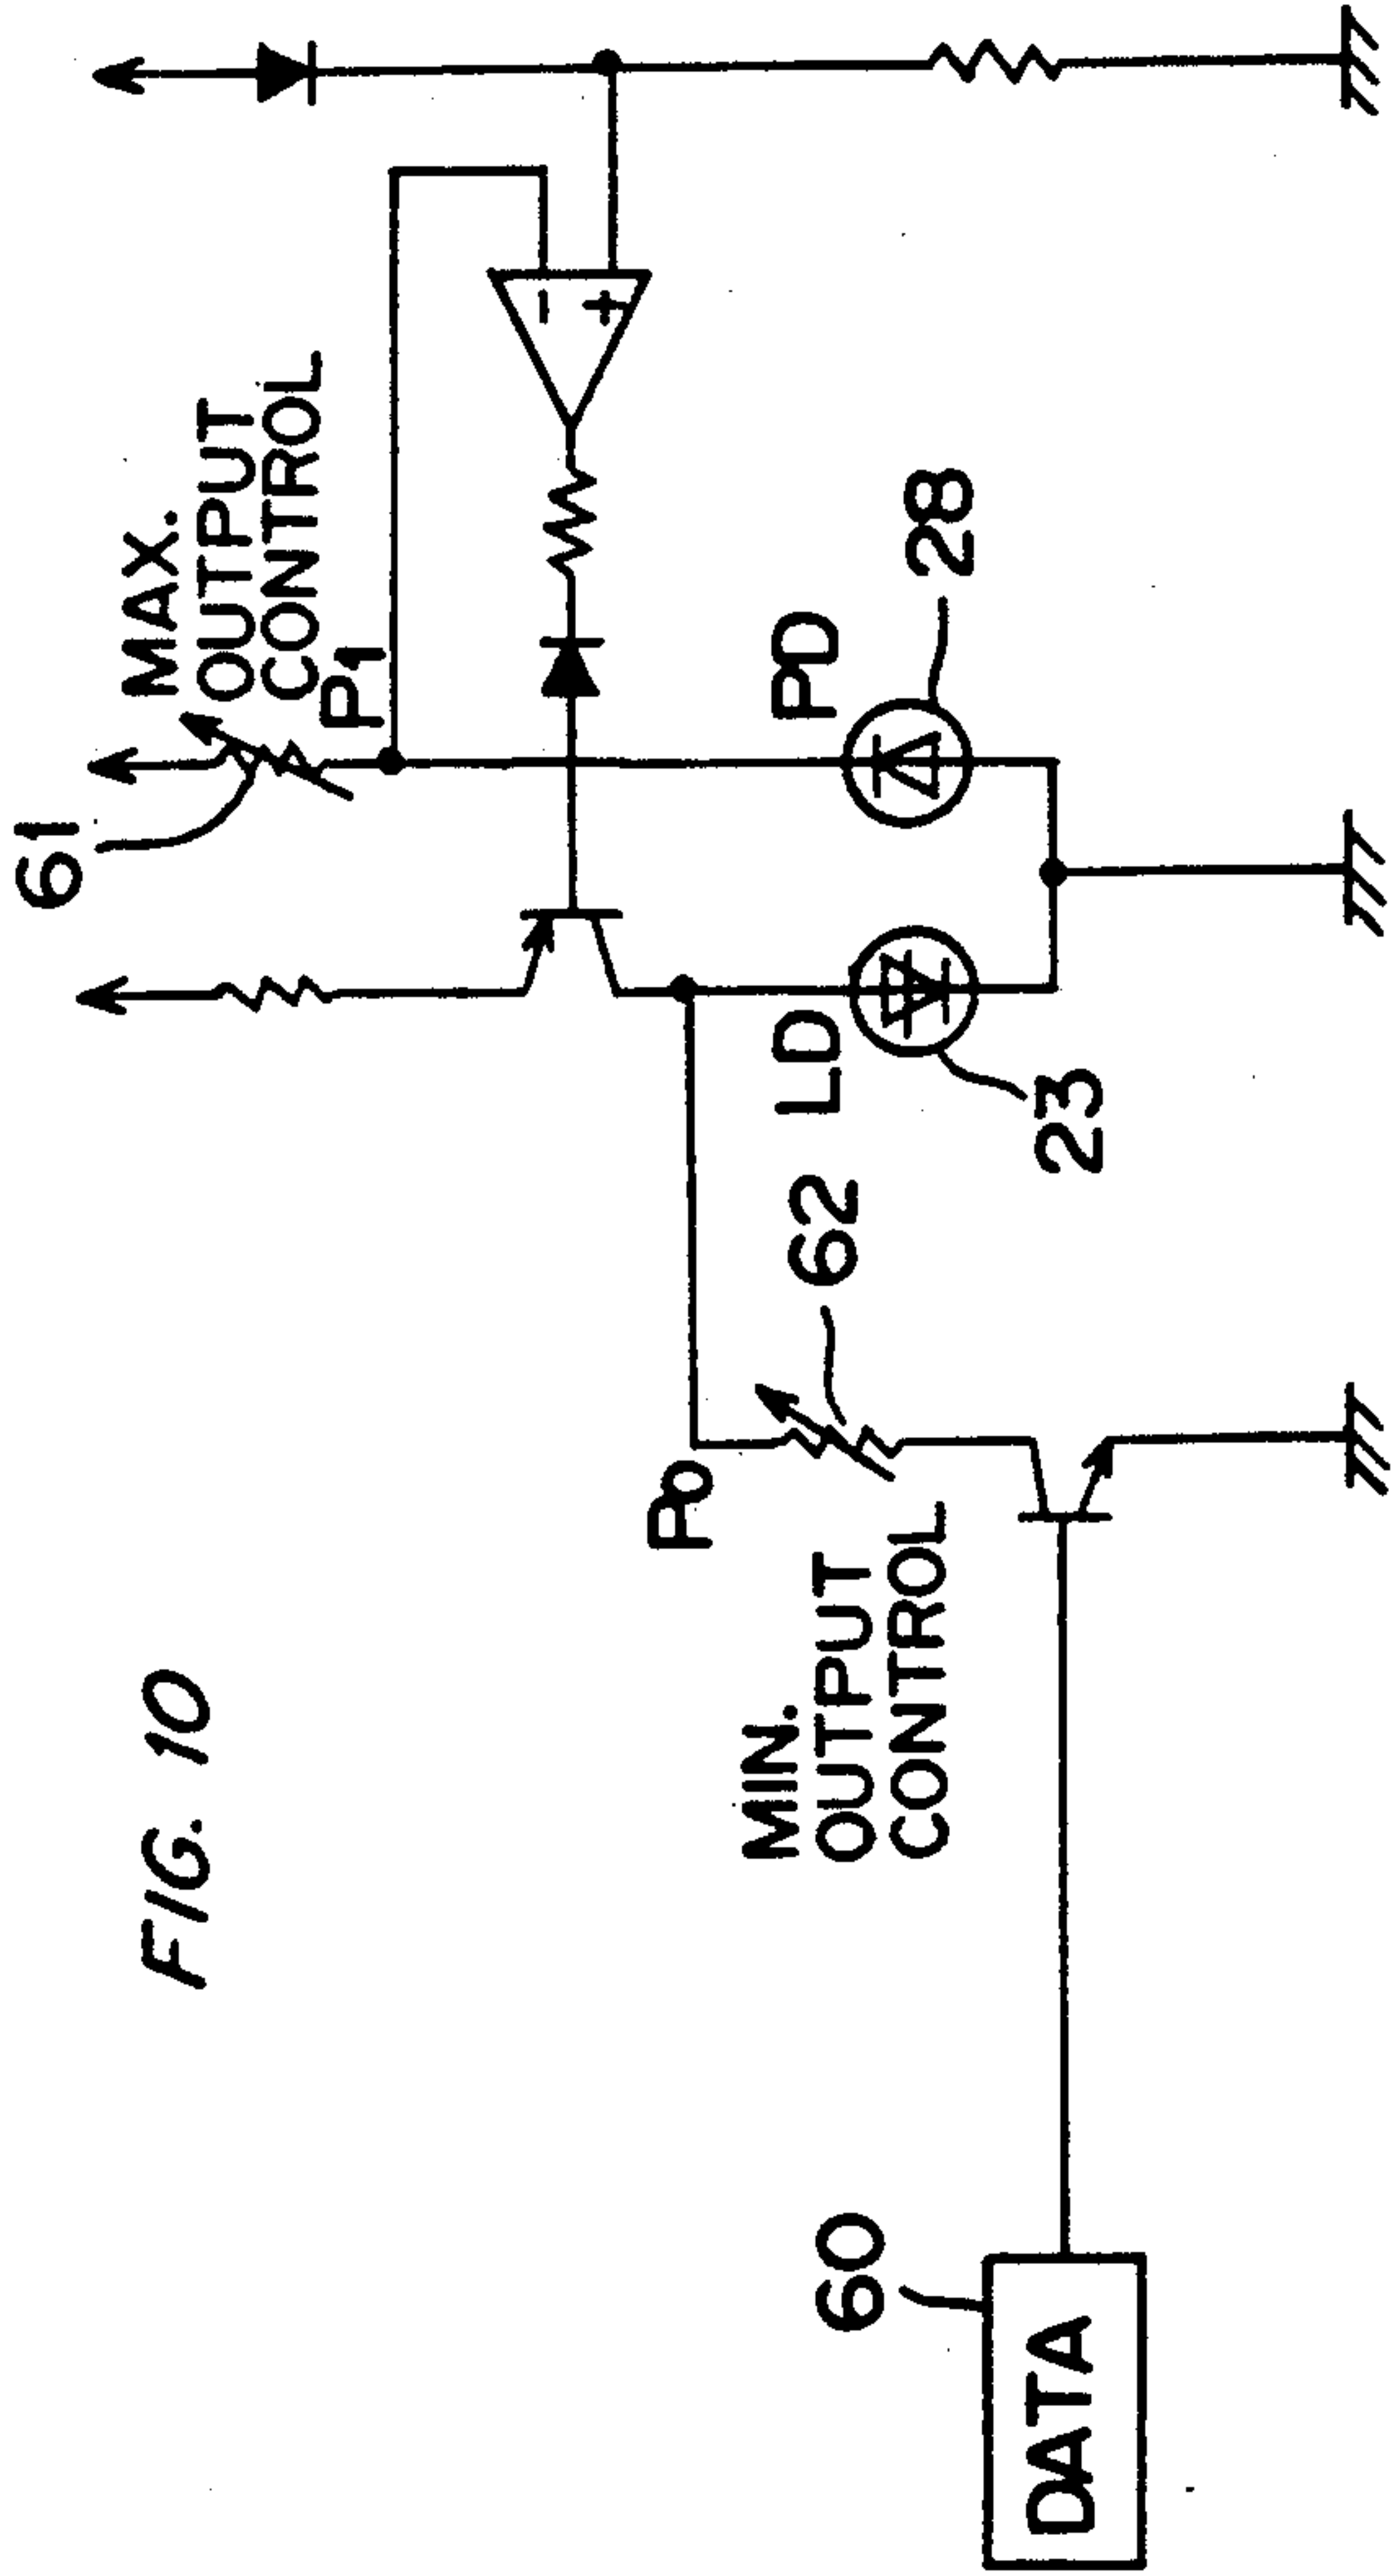 FIG. 10
61
MAX.
OUTPUT
CONTROL
P1
−
+
PD
28
LD
23
P0
62
MIN.
OUTPUT
CONTROL
60
DATA